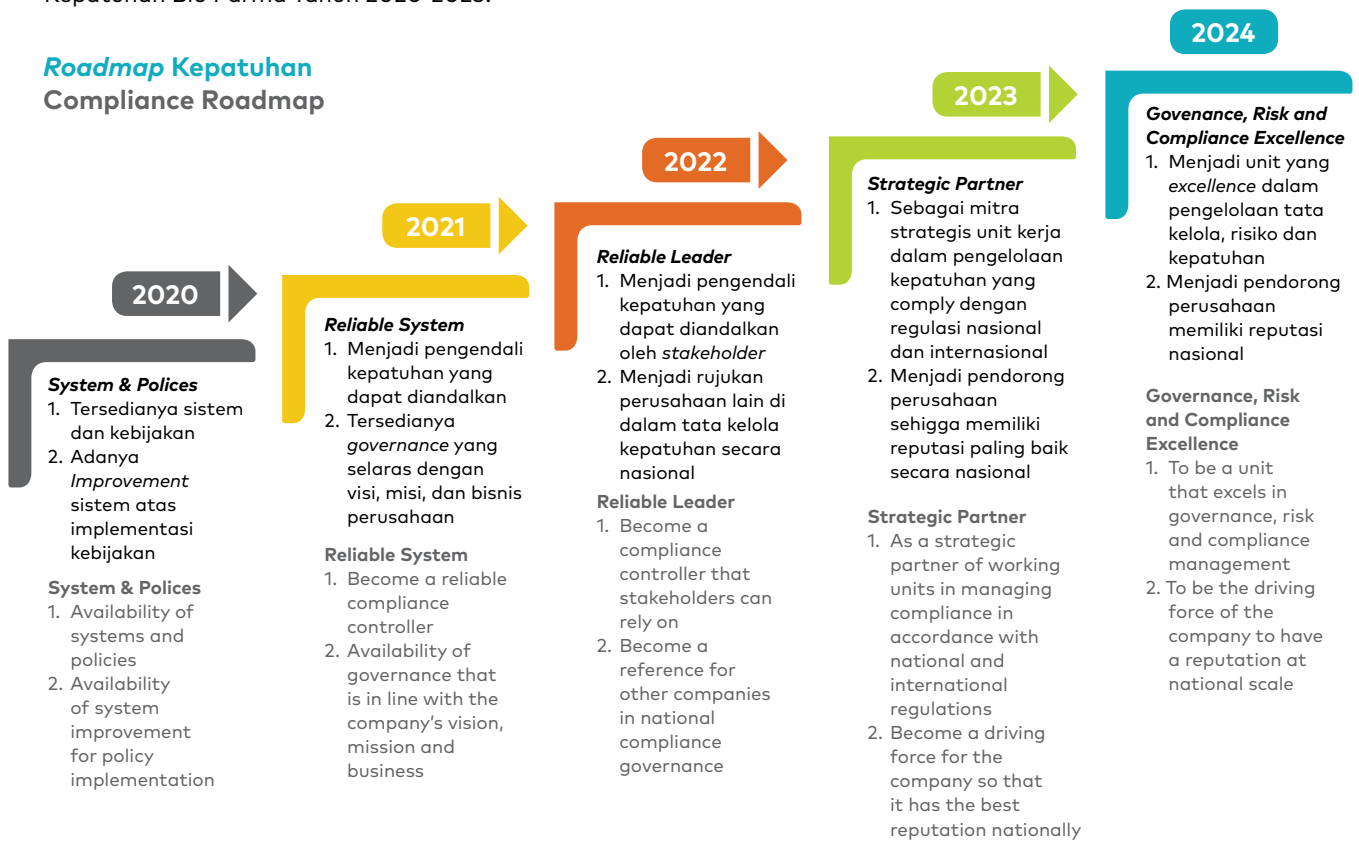 Kepatuhan Bio Farma Tahun
Roadmap Kepatuhan
Compliance Roadmap
2020
System & Polices
1. Tersedianya sistem
dan kebijakan
2. Adanya
Improvement
sistem atas
implementasi
kebijakan
System & Polices
1. Availability of
systems and
policies
2. Availability
of system
improvement
for policy
implementation
2021
Reliable System
1. Menjadi pengendali
kepatuhan yang
dapat diandalkan
2. Tersedianya
governance yang
selaras dengan
visi, misi, dan bisnis
perusahaan
Reliable System
1. Become a reliable
compliance
controller
2. Availability of
governance that
is in line with the
company's vision,
mission and
business
2022
Reliable Leader
1. Menjadi pengendali
kepatuhan yang
dapat diandalkan
oleh stakeholder
2. Menjadi rujukan
perusahaan lain di
dalam tata kelola
kepatuhan secara
nasional
Reliable Leader
1. Become a
compliance
controller that
stakeholders can
rely on
2. Become a
reference for
other companies
in national
compliance
governance
2023
Strategic Partner
1. Sebagai mitra
strategis unit kerja
dalam pengelolaan
kepatuhan yang
comply dengan
regulasi nasional
dan internasional
2. Menjadi pendorong
perusahaan
sehigga memiliki
reputasi paling baik
secara nasional
Strategic Partner
1. As a strategic
partner of working
units in managing
compliance in
accordance with
national and
international
regulations
2. Become a driving
force for the
company so that
it has the best
reputation nationally
2024
Govenance, Risk and
Compliance Excellence
1. Menjadi unit yang
excellence dalam
pengelolaan tata
kelola, risiko dan
kepatuhan
2. Menjadi pendorong
perusahaan
memiliki reputasi
nasional
Governance, Risk
and Compliance
Excellence
1. To be a unit
that excels in
governance, risk
and compliance
management
2. To be the driving
force of the
company to have
a reputation at
national scale